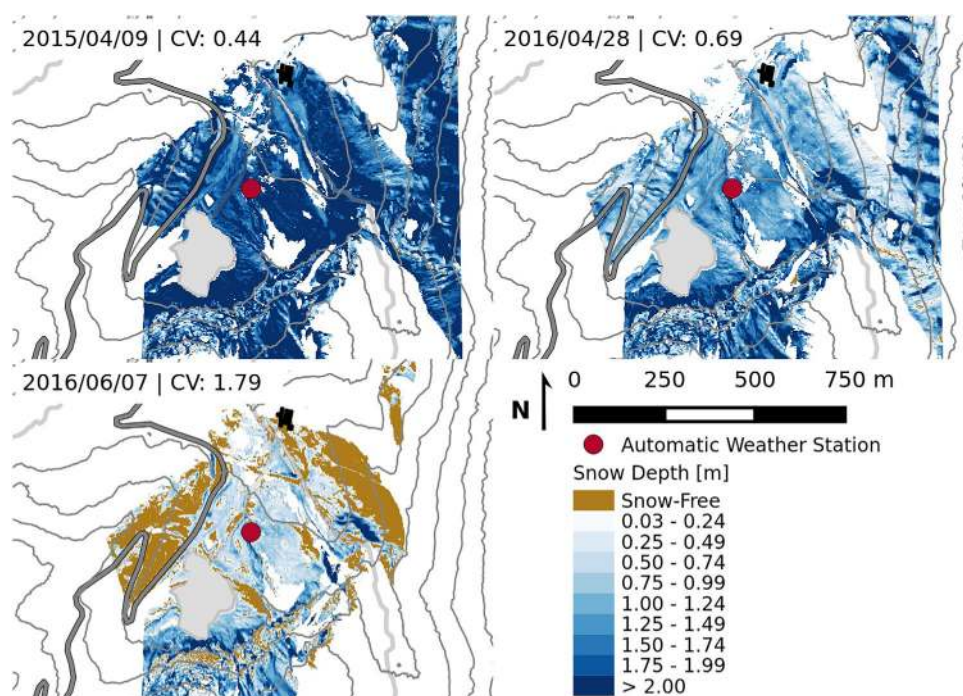 2015/04/09 | CV: 0.44
2016/04/28 | CV: 0.69
2016/06/07 | CV: 1.79
0 250 500 750 m
N
Automatic Weather Station
Snow Depth [m]
Snow-Free
0.03 - 0.24
0.25 - 0.49
0.50 - 0.74
0.75 - 0.99
1.00 - 1.24
1.25 - 1.49
1.50 - 1.74
1.75 - 1.99
> 2.00